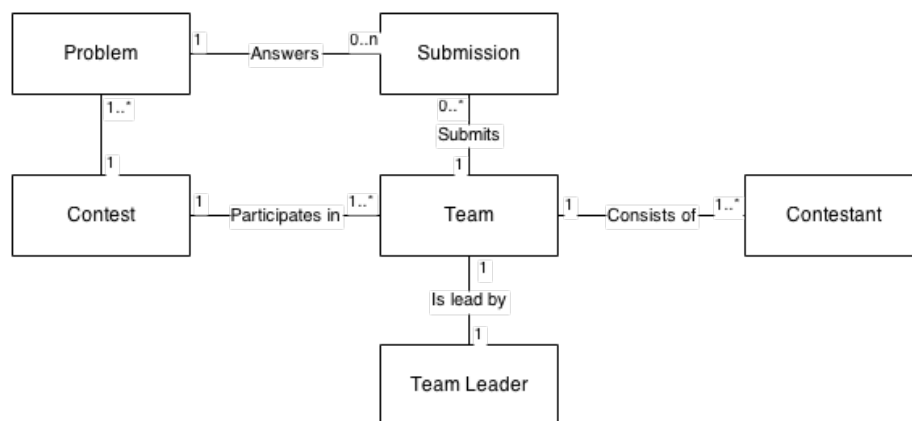 Problem
1
Answers
0..n
Submission
1..*
0..*
Submits
1
1
Contest
1
Participates in
1..*
Team
1
Consists of
1..*
Contestant
1
Is lead by
1
Team Leader